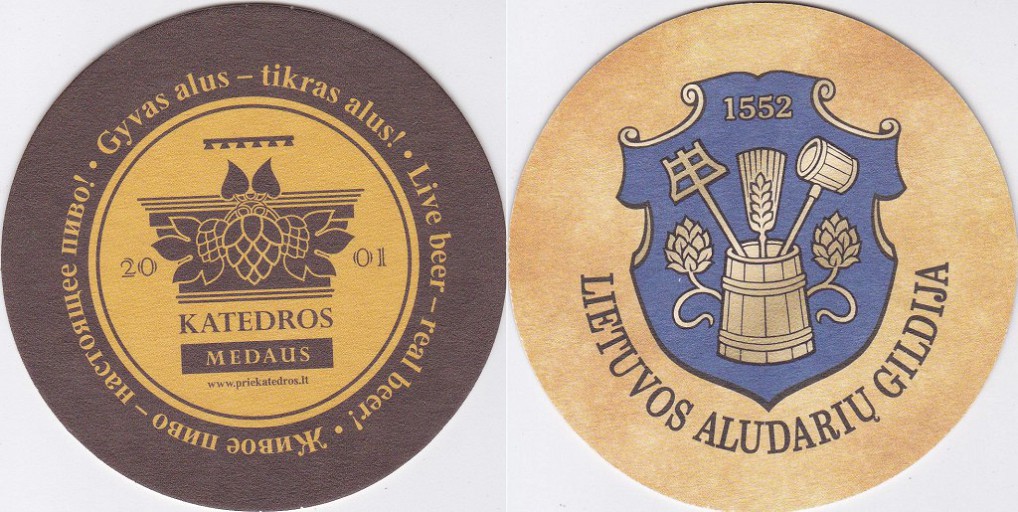 Gyvas alus – tikras alus! • Live beer – real beer! • Живое пиво – настоящее пиво! •
20 01
KATEDROS
MEDAUS
www.priekatedros.lt
1552
LIETUVOS ALUDARIŲ GILDIJA